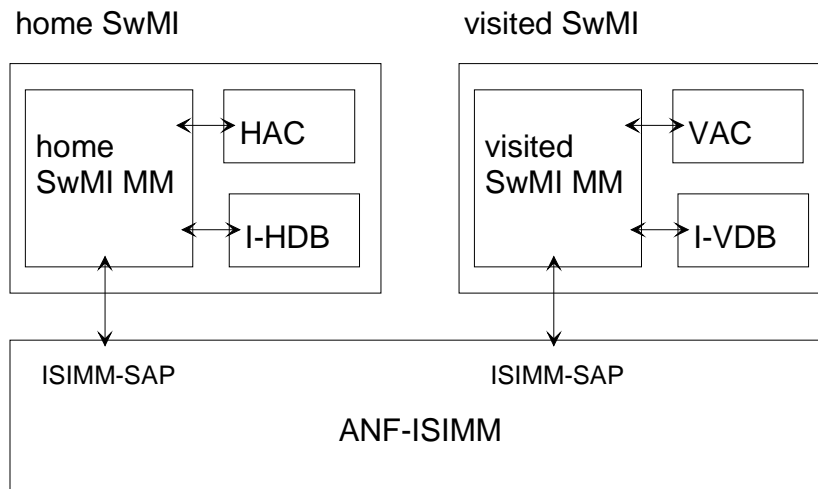 home SwMI
visited SwMI
home
SwMI MM
HAC
I-HDB
visited
SwMI MM
VAC
I-VDB
ISIMM-SAP
ISIMM-SAP
ANF-ISIMM